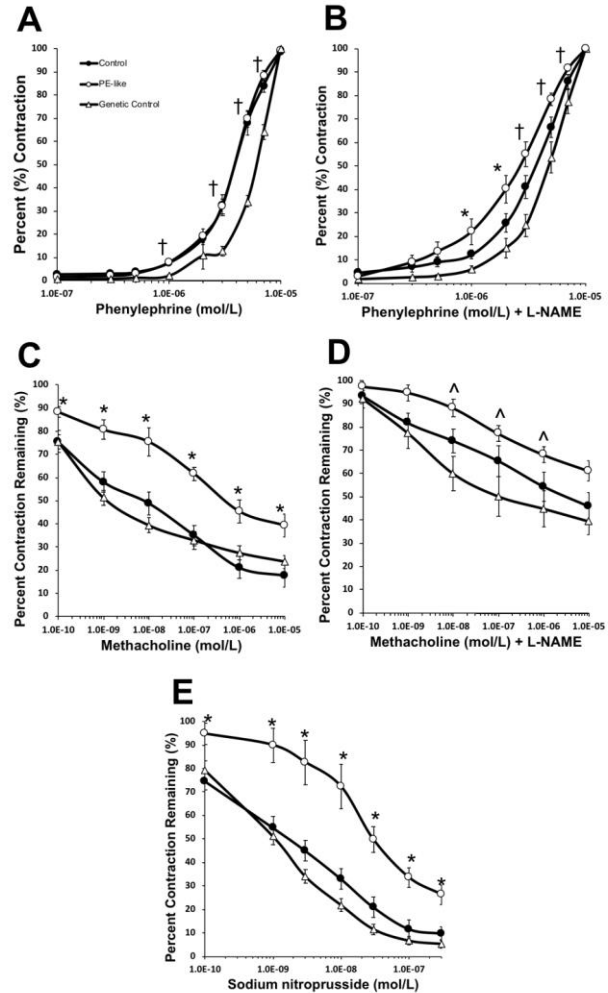 A
B
100
90
80
70
60
50
40
30
20
10
0
Percent (%) Contraction
Control
PE-like
Genetic Control
†
†
†
†
1.0E-07
1.0E-06
1.0E-05
Phenylephrine (mol/L)
100
90
80
70
60
50
40
30
20
10
0
Percent (%) Contraction
*
*
†
†
†
1.0E-07
1.0E-06
1.0E-05
Phenylephrine (mol/L) + L-NAME
C
D
100
90
80
70
60
50
40
30
20
10
0
Percent Contraction Remaining (%)
*
*
*
*
*
*
1.0E-10
1.0E-09
1.0E-08
1.0E-07
1.0E-06
1.0E-05
Methacholine (mol/L)
100
90
80
70
60
50
40
30
20
10
0
Percent Contraction Remaining (%)
^
^
^
1.0E-10
1.0E-09
1.0E-08
1.0E-07
1.0E-06
1.0E-05
Methacholine (mol/L) + L-NAME
E
100
90
80
70
60
50
40
30
20
10
0
Percent Contraction Remaining (%)
*
*
*
*
*
*
*
1.0E-10
1.0E-09
1.0E-08
1.0E-07
Sodium nitroprusside (mol/L)